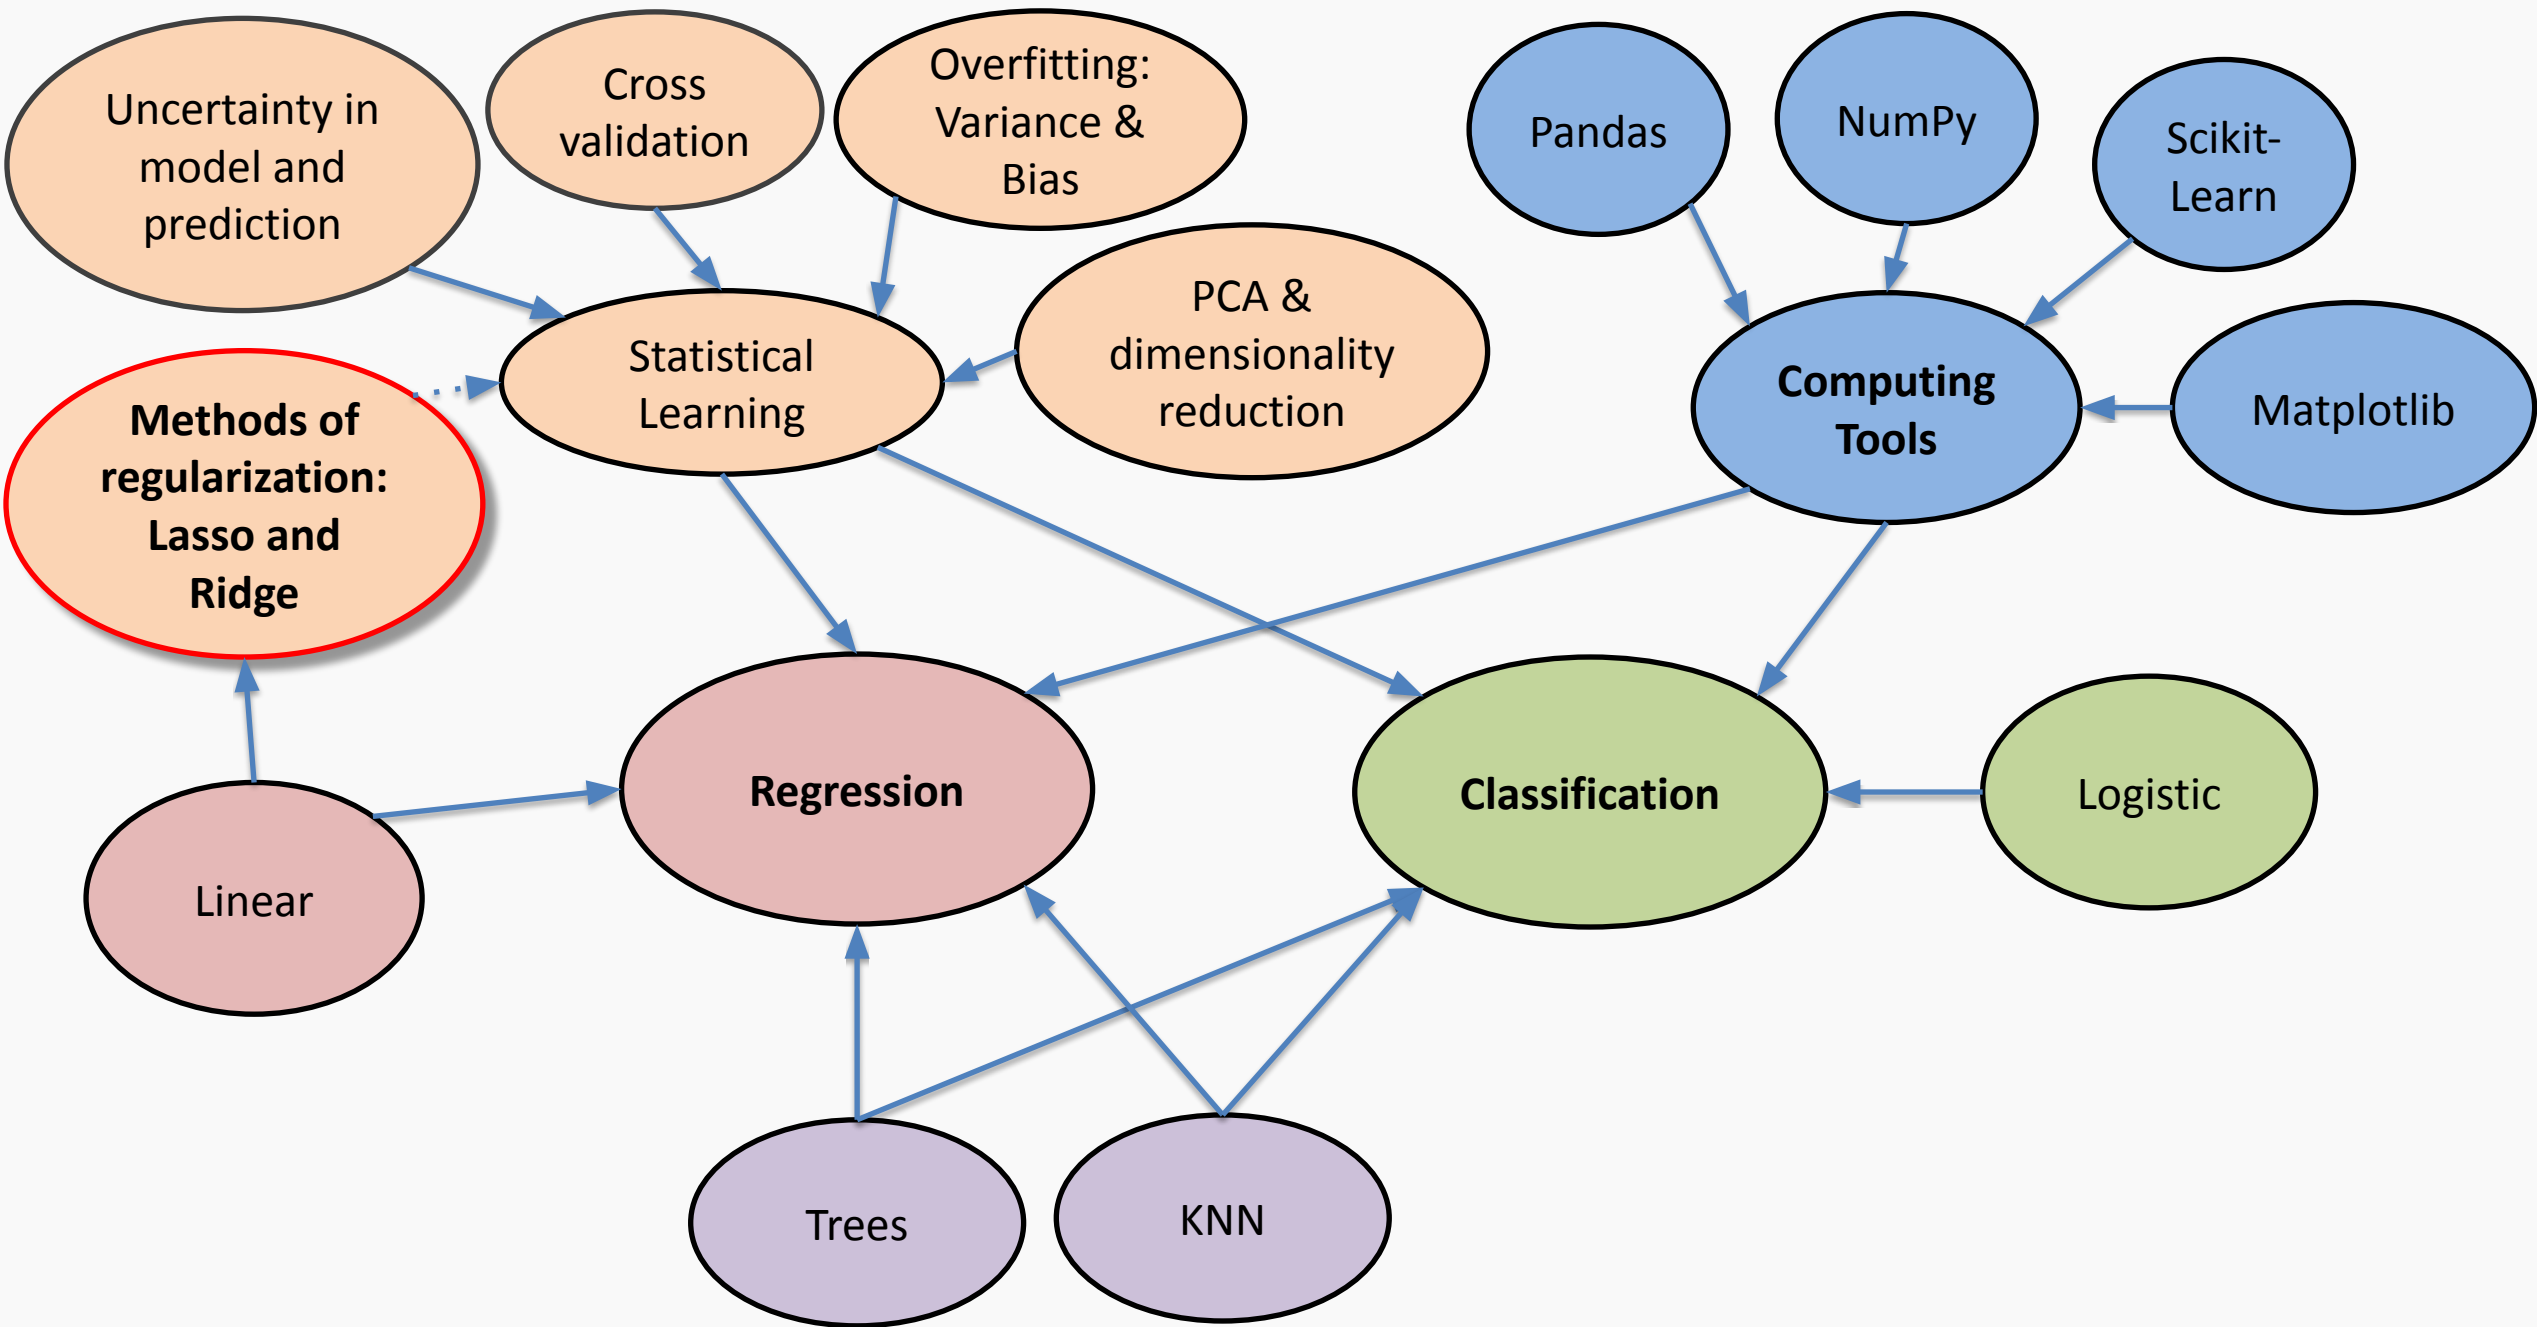 Uncertainty in
model and
prediction
Cross
validation
Overfitting:
Variance &
Bias
Pandas
NumPy
Scikit-
Learn
PCA &
dimensionality
reduction
Statistical
Learning
Computing
Tools
Matplotlib
Methods of
regularization:
Lasso and
Ridge
Regression
Classification
Logistic
Linear
Trees
KNN